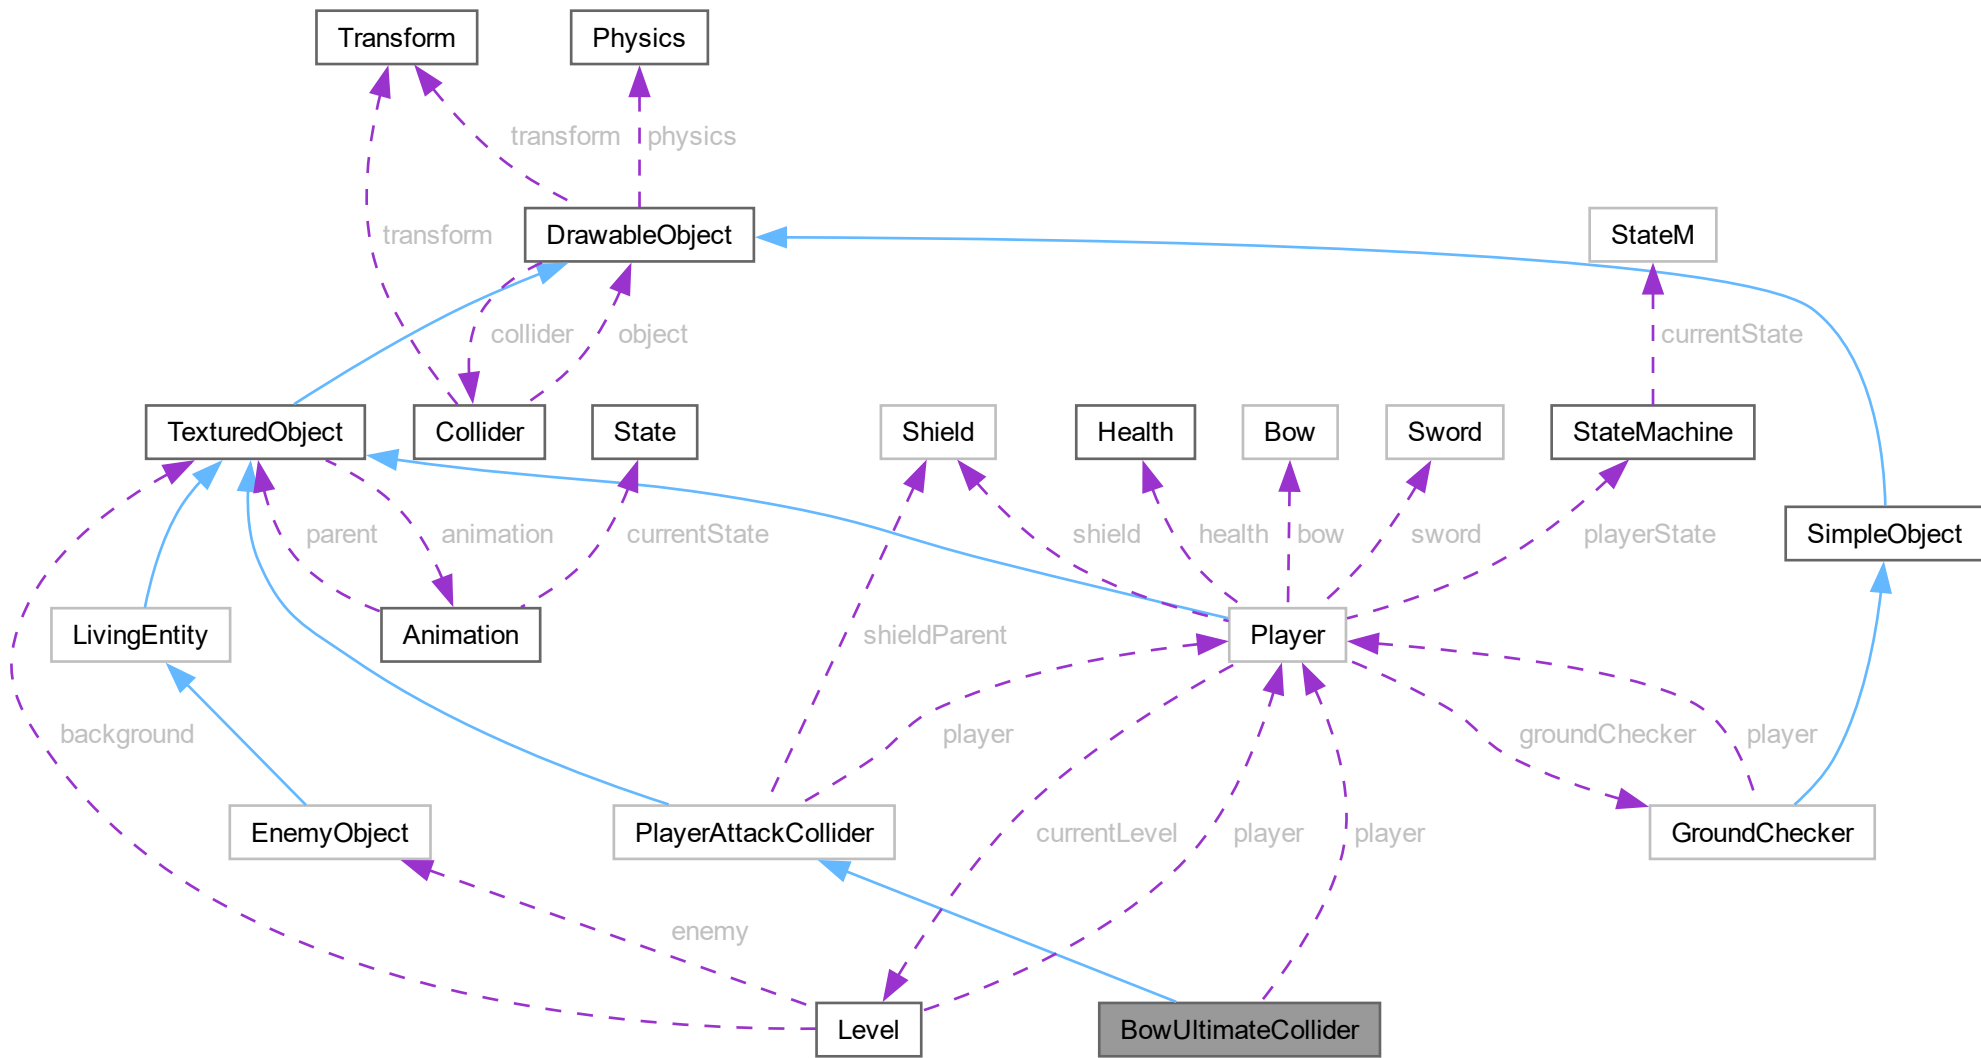 Transform
Physics
transform
physics
transform
DrawableObject
StateM
collider
object
currentState
TexturedObject
Collider
State
Shield
Health
Bow
Sword
StateMachine
parent
animation
currentState
shield
health
bow
sword
playerState
SimpleObject
LivingEntity
Animation
shieldParent
Player
background
player
groundChecker
player
EnemyObject
PlayerAttackCollider
currentLevel
player
player
GroundChecker
enemy
Level
BowUltimateCollider